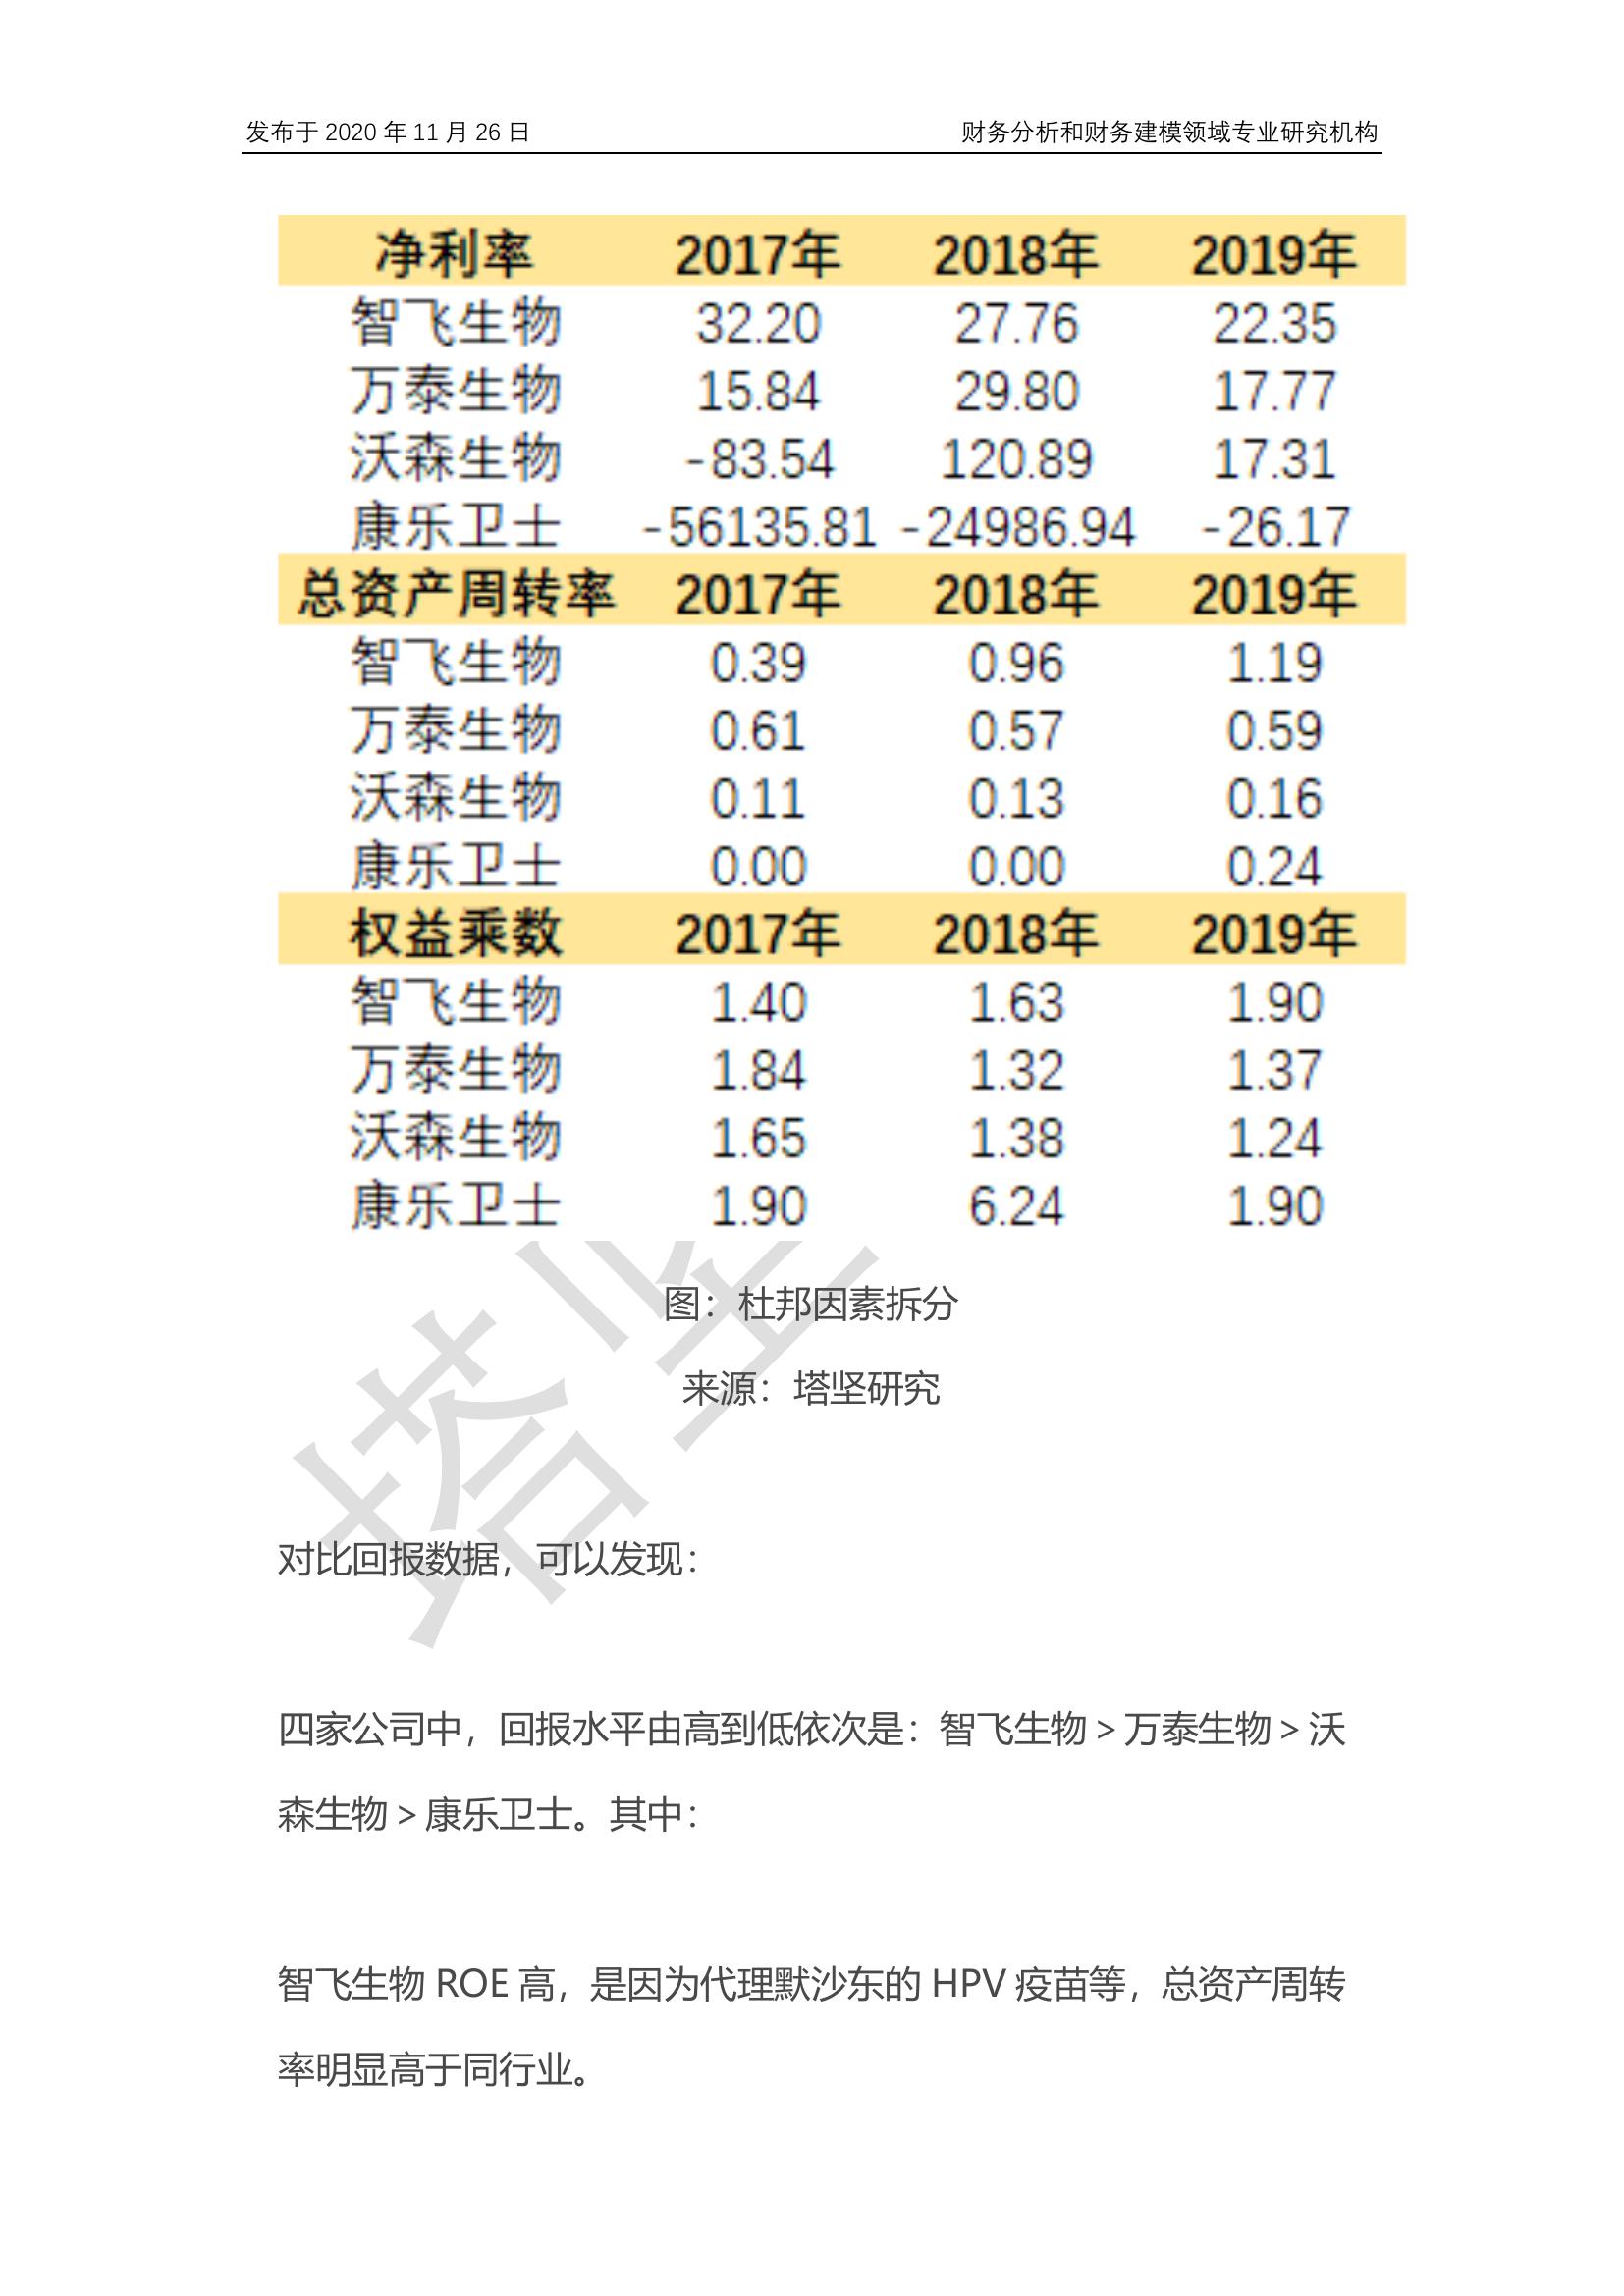 发布于 2020 年 11 月 26 日 财务分析和财务建模领域专业研究机构
净利率 2017年 2018年 2019年
智飞生物 32.20 27.76 22.35
万泰生物 15.84 29.80 17.77
沃森生物 -83.54 120.89 17.31
康乐卫士 -56135.81 -24986.94 -26.17
总资产周转率 2017年 2018年 2019年
智飞生物 0.39 0.96 1.19
万泰生物 0.61 0.57 0.59
沃森生物 0.11 0.13 0.16
康乐卫士 0.00 0.00 0.24
权益乘数 2017年 2018年 2019年
智飞生物 1.40 1.63 1.90
万泰生物 1.84 1.32 1.37
沃森生物 1.65 1.38 1.24
康乐卫士 1.90 6.24 1.90
图：杜邦因素拆分
来源：塔坚研究
塔坚
对比回报数据，可以发现：
四家公司中，回报水平由高到低依次是：智飞生物 > 万泰生物 > 沃
森生物 > 康乐卫士。其中：
智飞生物 ROE 高，是因为代理默沙东的 HPV 疫苗等，总资产周转
率明显高于同行业。